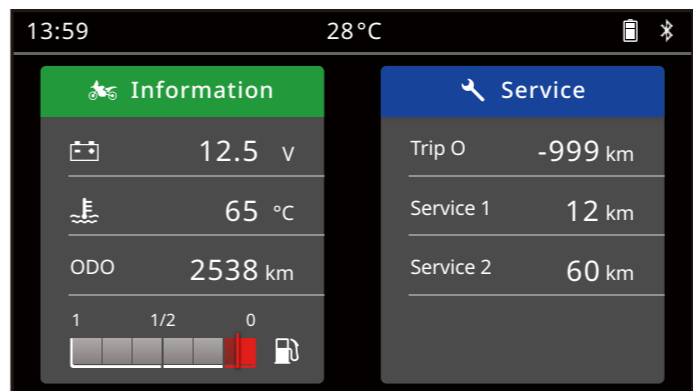 13:59 28°C
Information
12.5 V
65 °C
ODO 2538 km
1 1/2 0
Service
Trip O -999 km
Service 1 12 km
Service 2 60 km